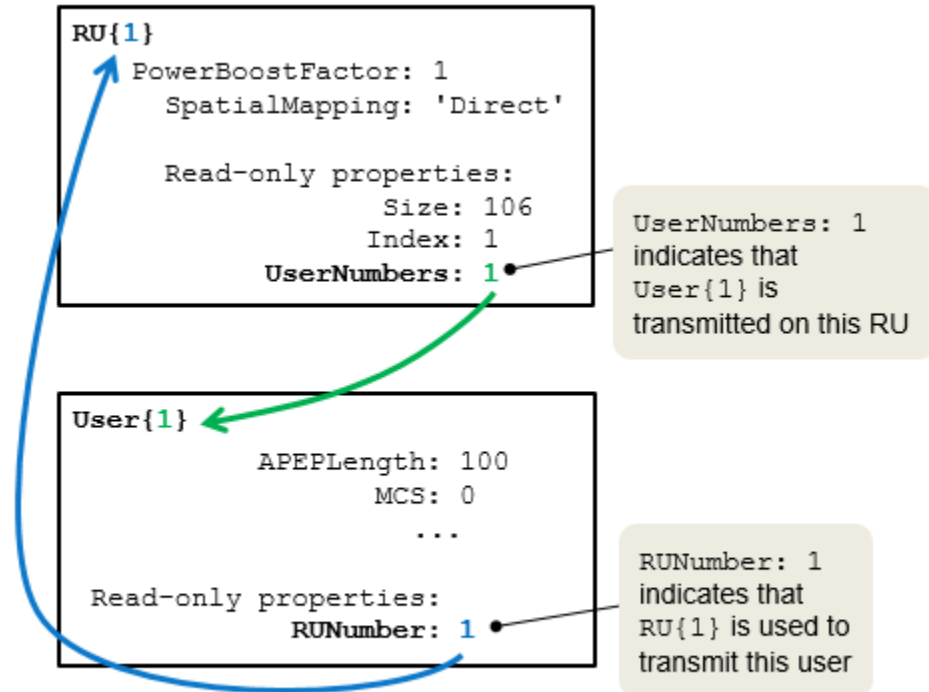 RU{1}
PowerBoostFactor: 1
SpatialMapping: 'Direct'
Read-only properties:
Size: 106
Index: 1
UserNumbers: 1
UserNumbers: 1
indicates that
User{1} is
transmitted on this RU
User{1}
APEPLength: 100
MCS: 0
...
Read-only properties:
RUNumber: 1
RUNumber: 1
indicates that
RU{1} is used to
transmit this user